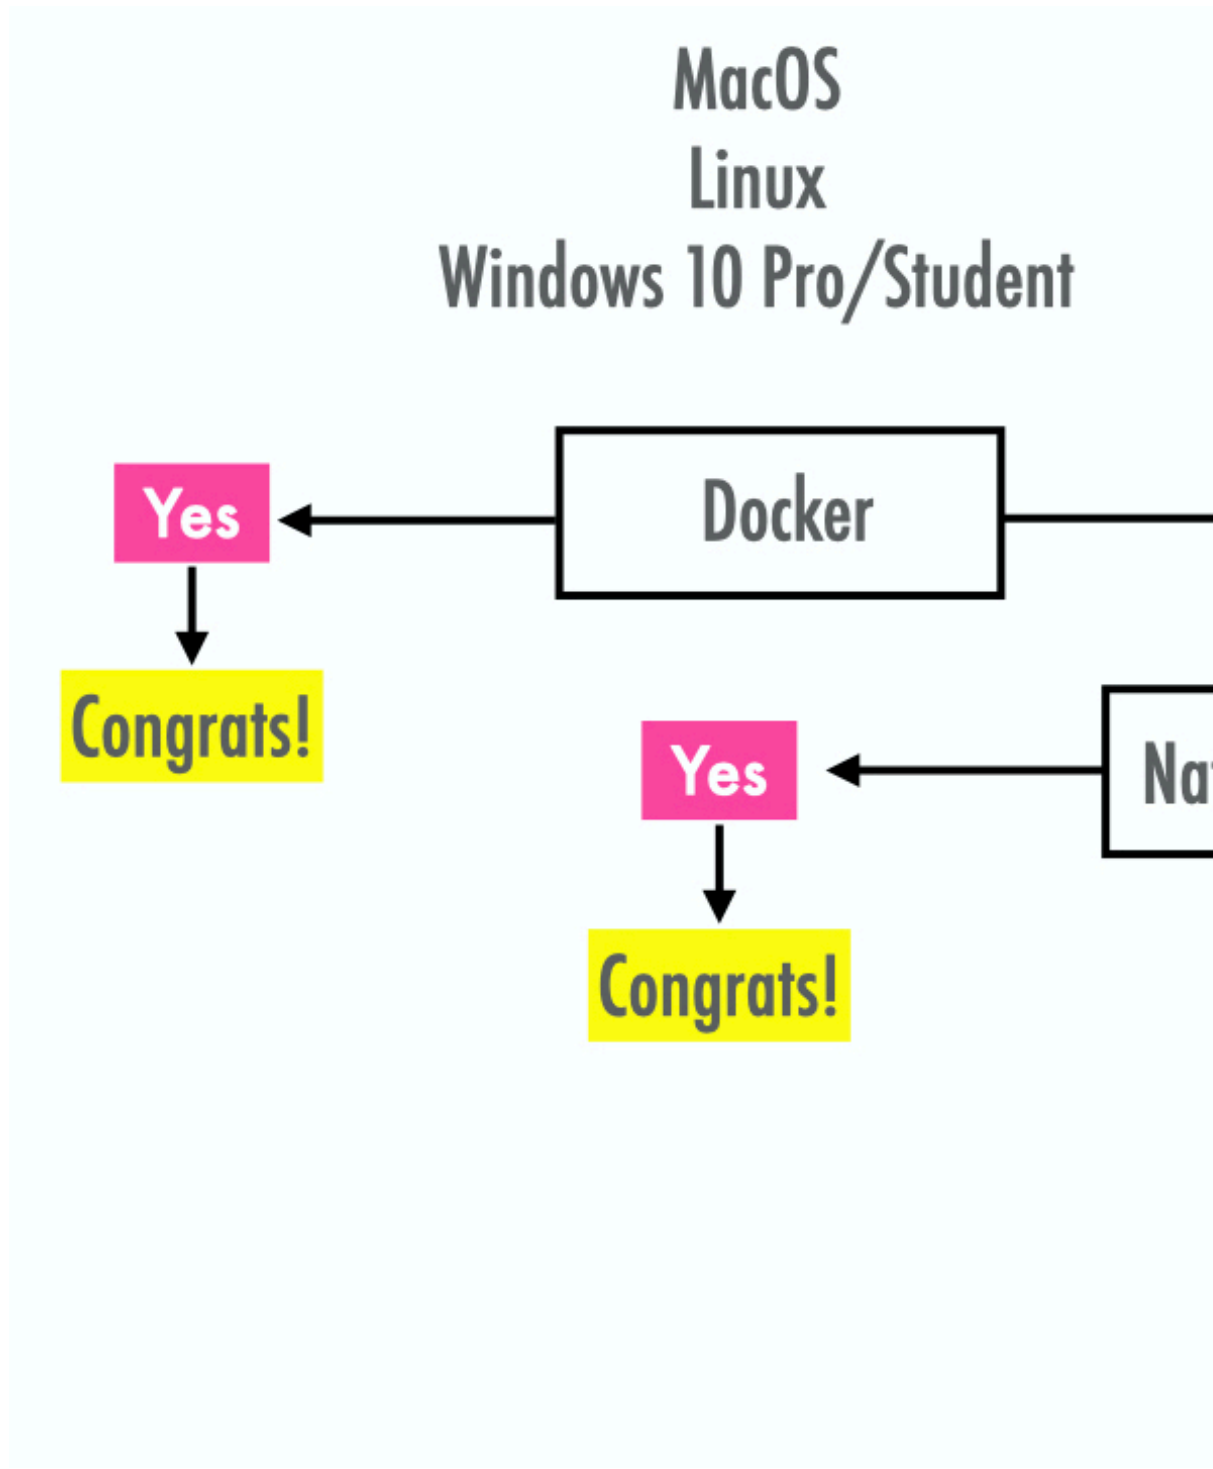 MacOS
Linux
Windows 10 Pro/Student
Docker
Yes
Congrats!
Yes
Congrats!